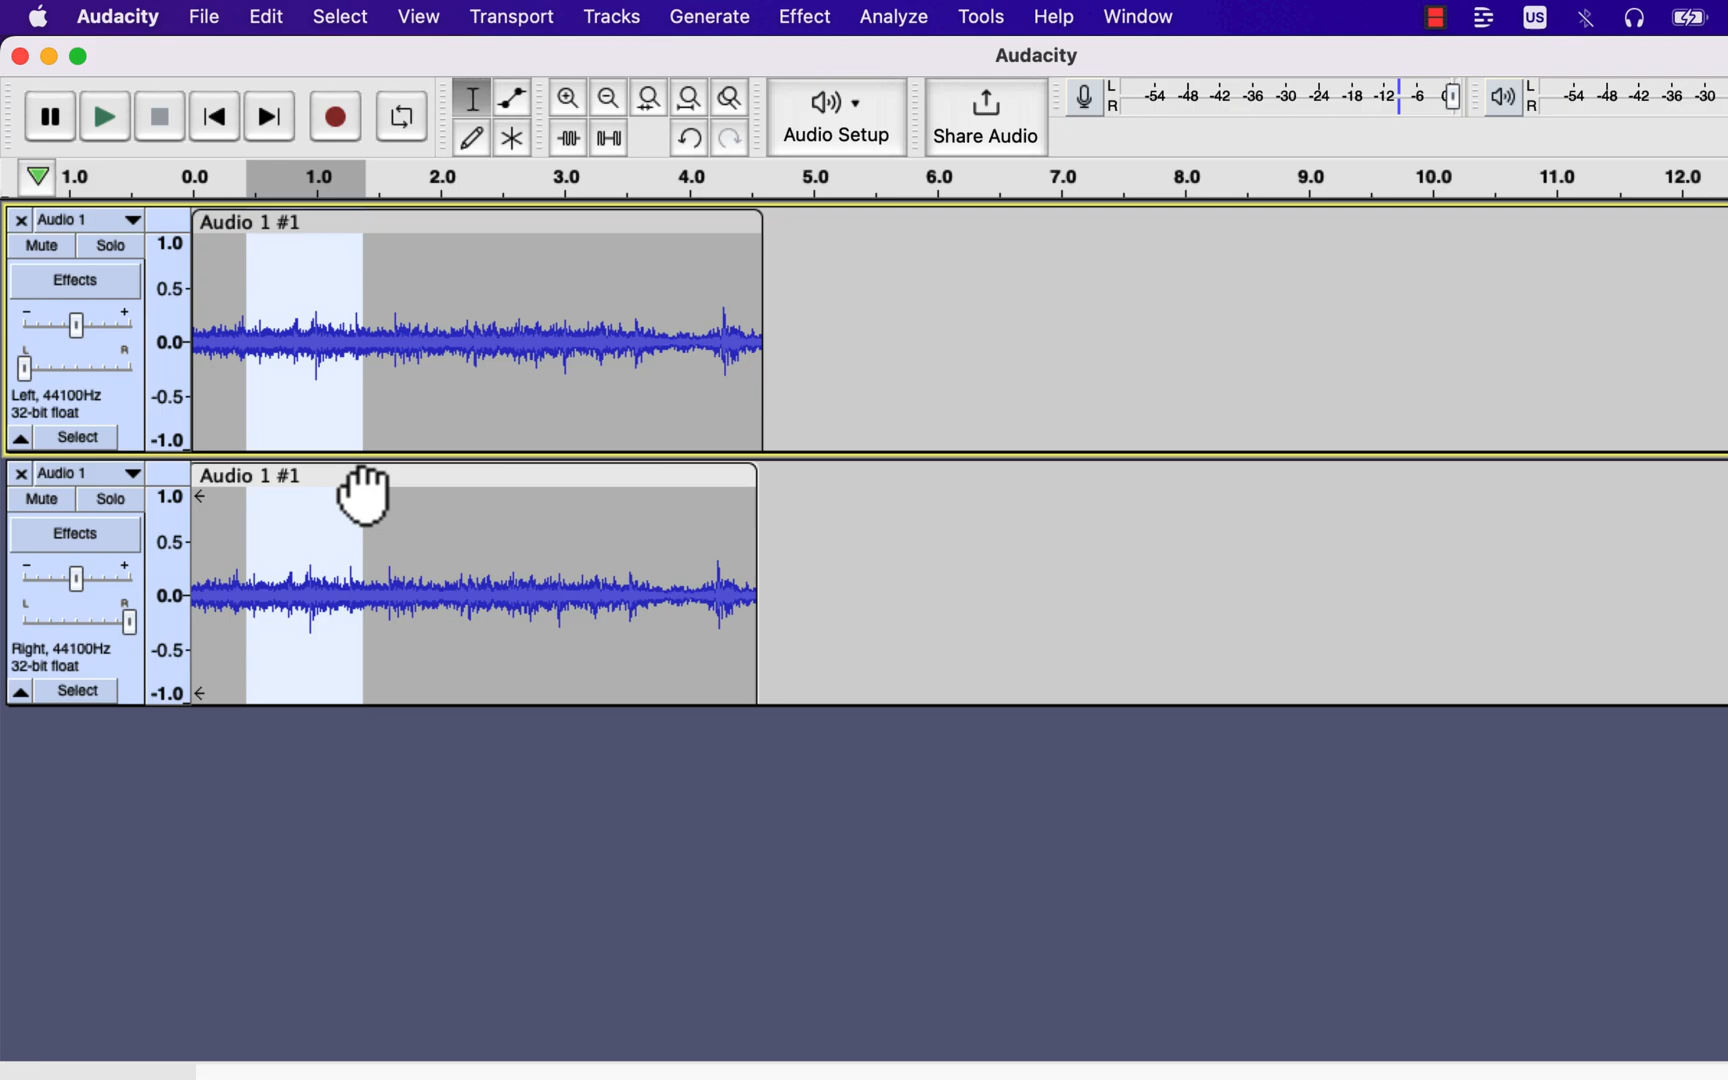 Audacity File Edit Select View Transport Tracks Generate Effect Analyze Tools Help Window US
Audacity
L R -54 -48 -42 -36 -30 -24 -18 -12 -6 L R -54 -48 -42 -36 -30
Audio Setup
Share Audio
1.0 0.0 1.0 2.0 3.0 4.0 5.0 6.0 7.0 8.0 9.0 10.0 11.0 12.0
Audio 1
Audio 1 #1
Mute Solo
1.0
Effects
0.5
- +
0.0
L R
Left, 44100Hz
-0.5
32-bit float
Select
-1.0
Audio 1
Audio 1 #1
Mute Solo
1.0
Effects
0.5
- +
0.0
L R
Right, 44100Hz
-0.5
32-bit float
Select
-1.0